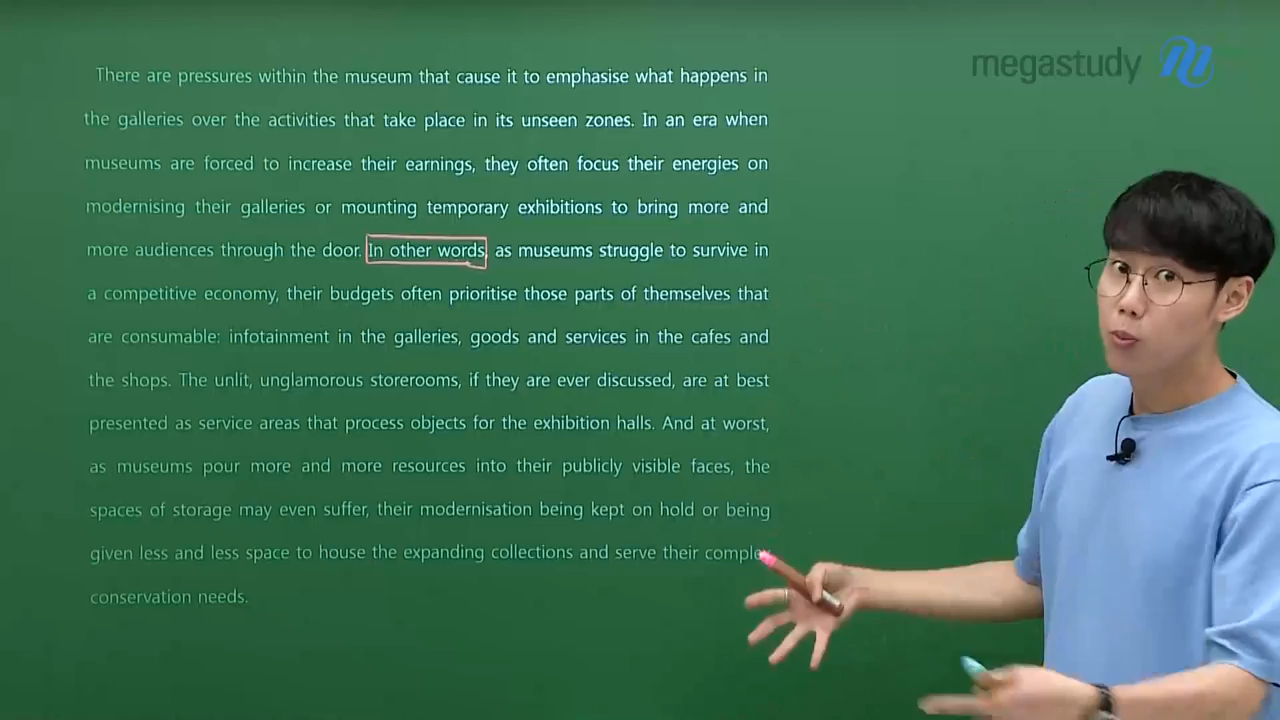 megastudy
There are pressures within the museum that cause it to emphasise what happens in
the galleries over the activities that take place in its unseen zones. In an era when
museums are forced to increase their earnings, they often focus their energies on
modernising their galleries or mounting temporary exhibitions to bring more and
more audiences through the door. In other words, as museums struggle to survive in
a competitive economy, their budgets often prioritise those parts of themselves that
are consumable: infotainment in the galleries, goods and services in the cafes and
the shops. The unlit, unglamorous storerooms, if they are ever discussed, are at best
presented as service areas that process objects for the exhibition halls. And at worst,
as museums pour more and more resources into their publicly visible faces, the
spaces of storage may even suffer, their modernisation being kept on hold or being
given less and less space to house the expanding collections and serve their complex
conservation needs.